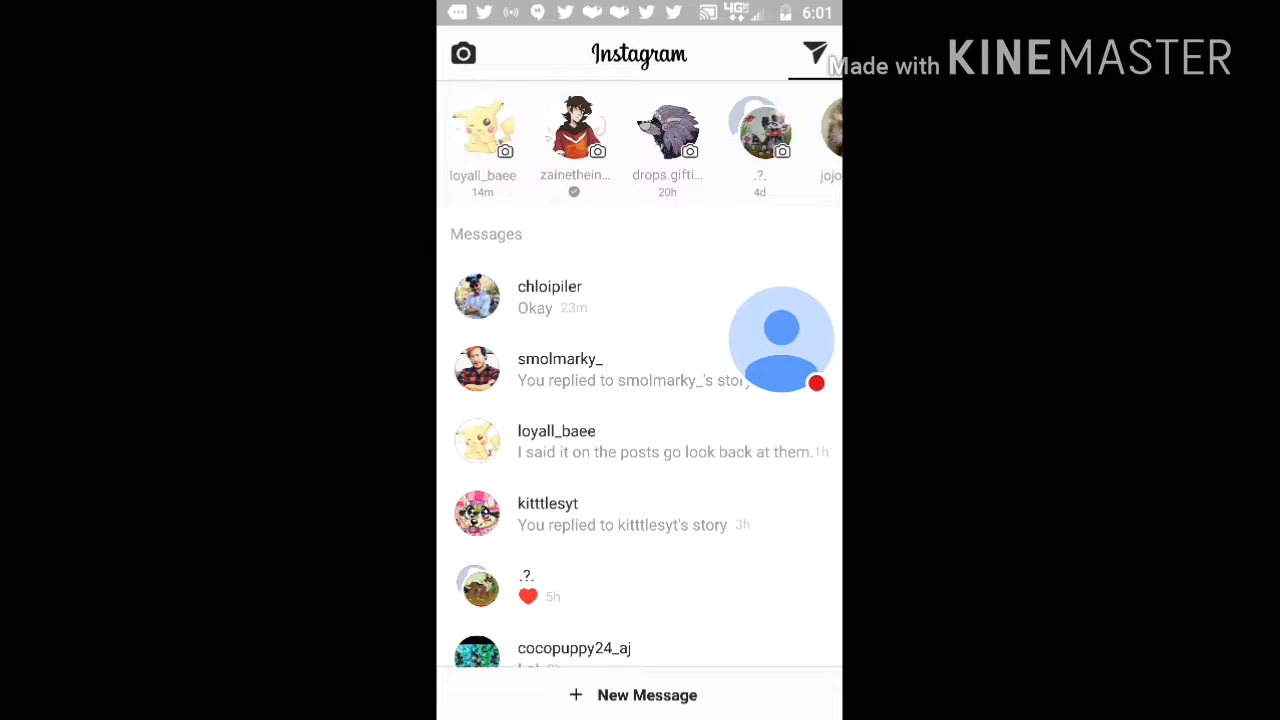 4G 6:01
Instagram
Made with KINEMASTER
loyall_baee zainethein... drops.gifti... .?. jojo
14m 20h 4d
Messages
chloipiler
Okay 23m
smolmarky_
You replied to smolmarky_'s story
loyall_baee
I said it on the posts go look back at them. 1h
kitttlesyt
You replied to kitttlesyt's story 3h
.?.
5h
cocopuppy24_aj
+ New Message